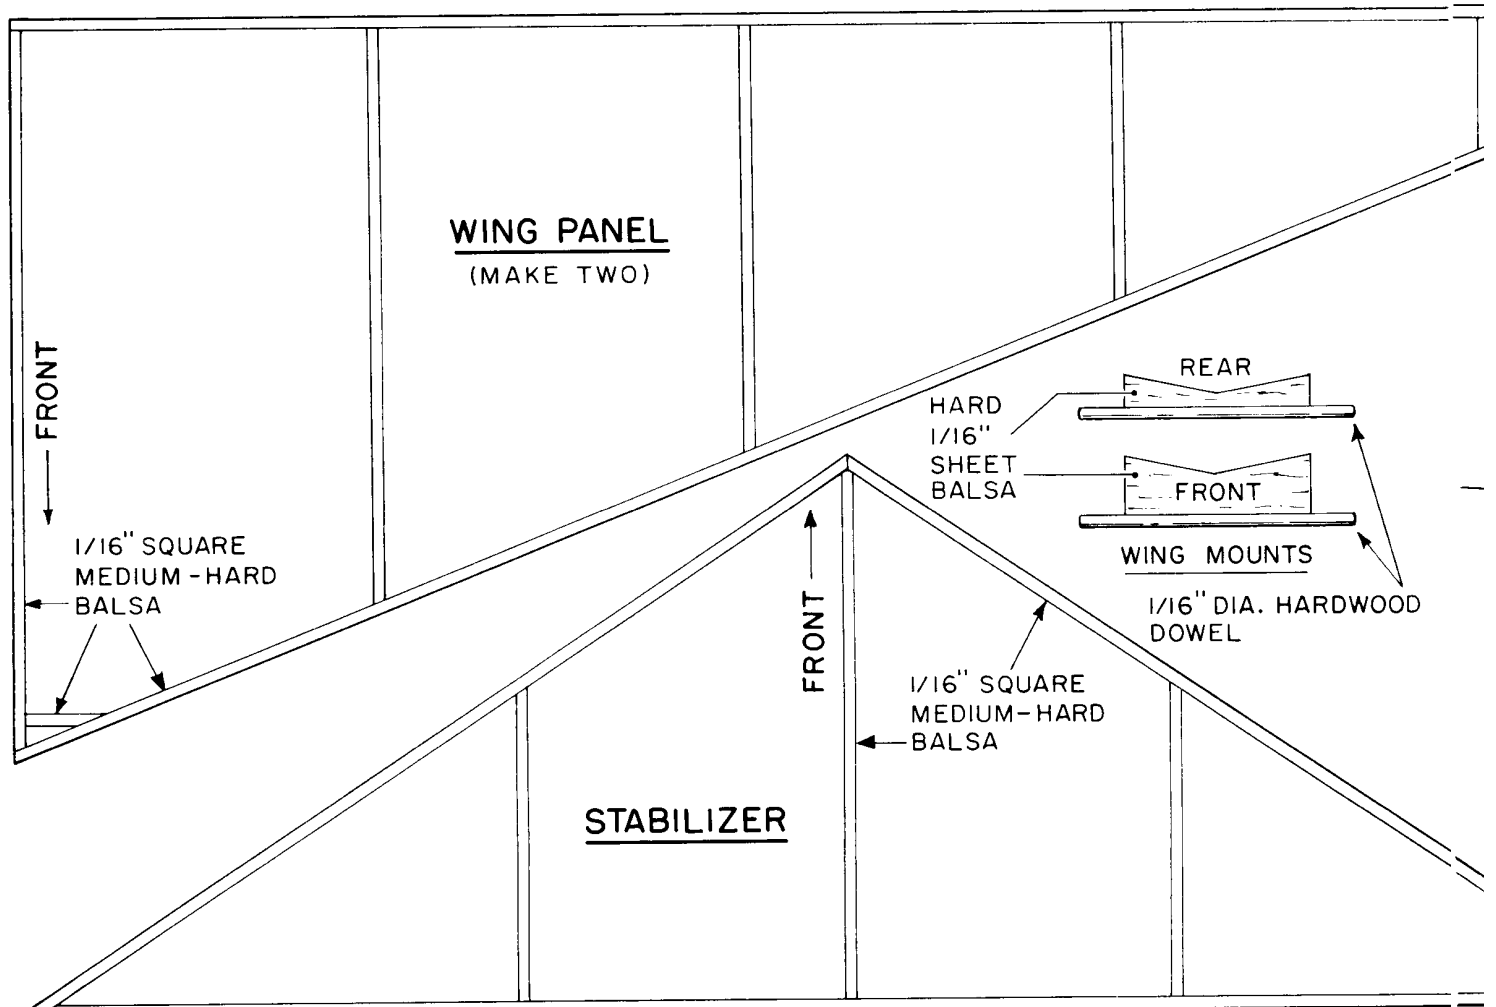 WING PANEL
(MAKE TWO)
FRONT
1/16" SQUARE
MEDIUM-HARD
BALSA
REAR
HARD
1/16"
SHEET
BALSA
FRONT
WING MOUNTS
1/16" DIA. HARDWOOD
DOWEL
FRONT
1/16" SQUARE
MEDIUM-HARD
BALSA
STABILIZER